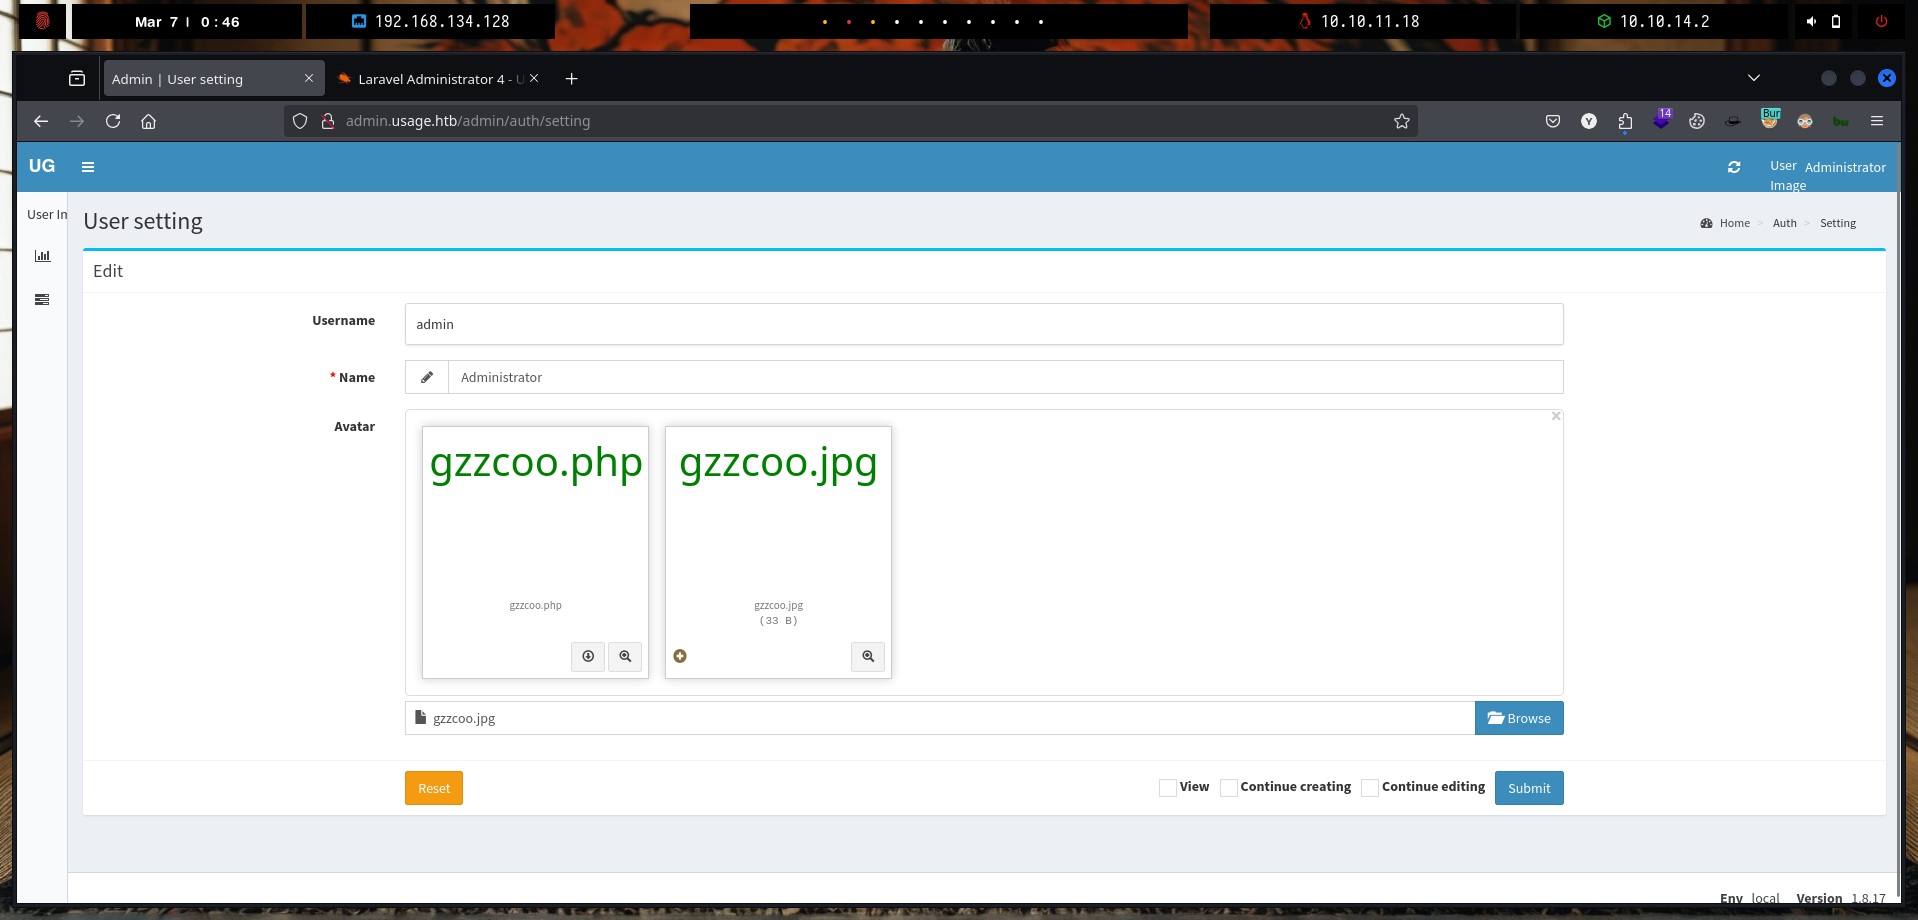 Mar 7 | 0:46
192.168.134.128
10.10.11.18
10.10.14.2
Admin | User setting
Laravel Administrator 4 - U
admin.usage.htb/admin/auth/setting
14
Bur
Y
UG
User Image
Administrator
User Im
User setting
Home > Auth > Setting
Edit
Username
admin
* Name
Administrator
Avatar
gzzcoo.php
gzzcoo.jpg
gzzcoo.php
gzzcoo.jpg
(33 B)
gzzcoo.jpg
Browse
Reset
View
Continue creating
Continue editing
Submit
Env local Version 1.8.17